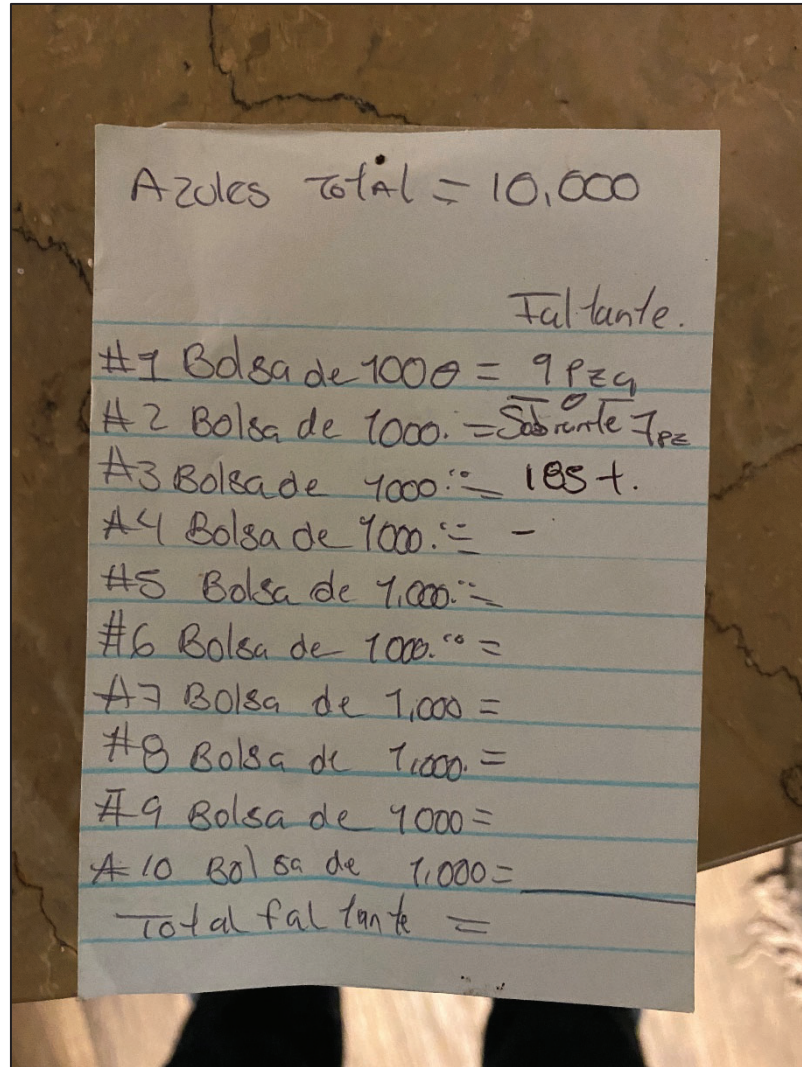 Azules Total = 10,000
Faltante.
#1 Bolsa de 1000 = 9 Pza
#2 Bolsa de 1000. = Sobrante 7pz
#3 Bolsa de 1000.°° = 185 +.
#4 Bolsa de 1000.°° = -
#5 Bolsa de 1,000.°° =
#6 Bolsa de 1000.°° =
#7 Bolsa de 1,000 =
#8 Bolsa de 1,000. =
#9 Bolsa de 1000 =
#10 Bolsa de 1,000 =
Total faltante =